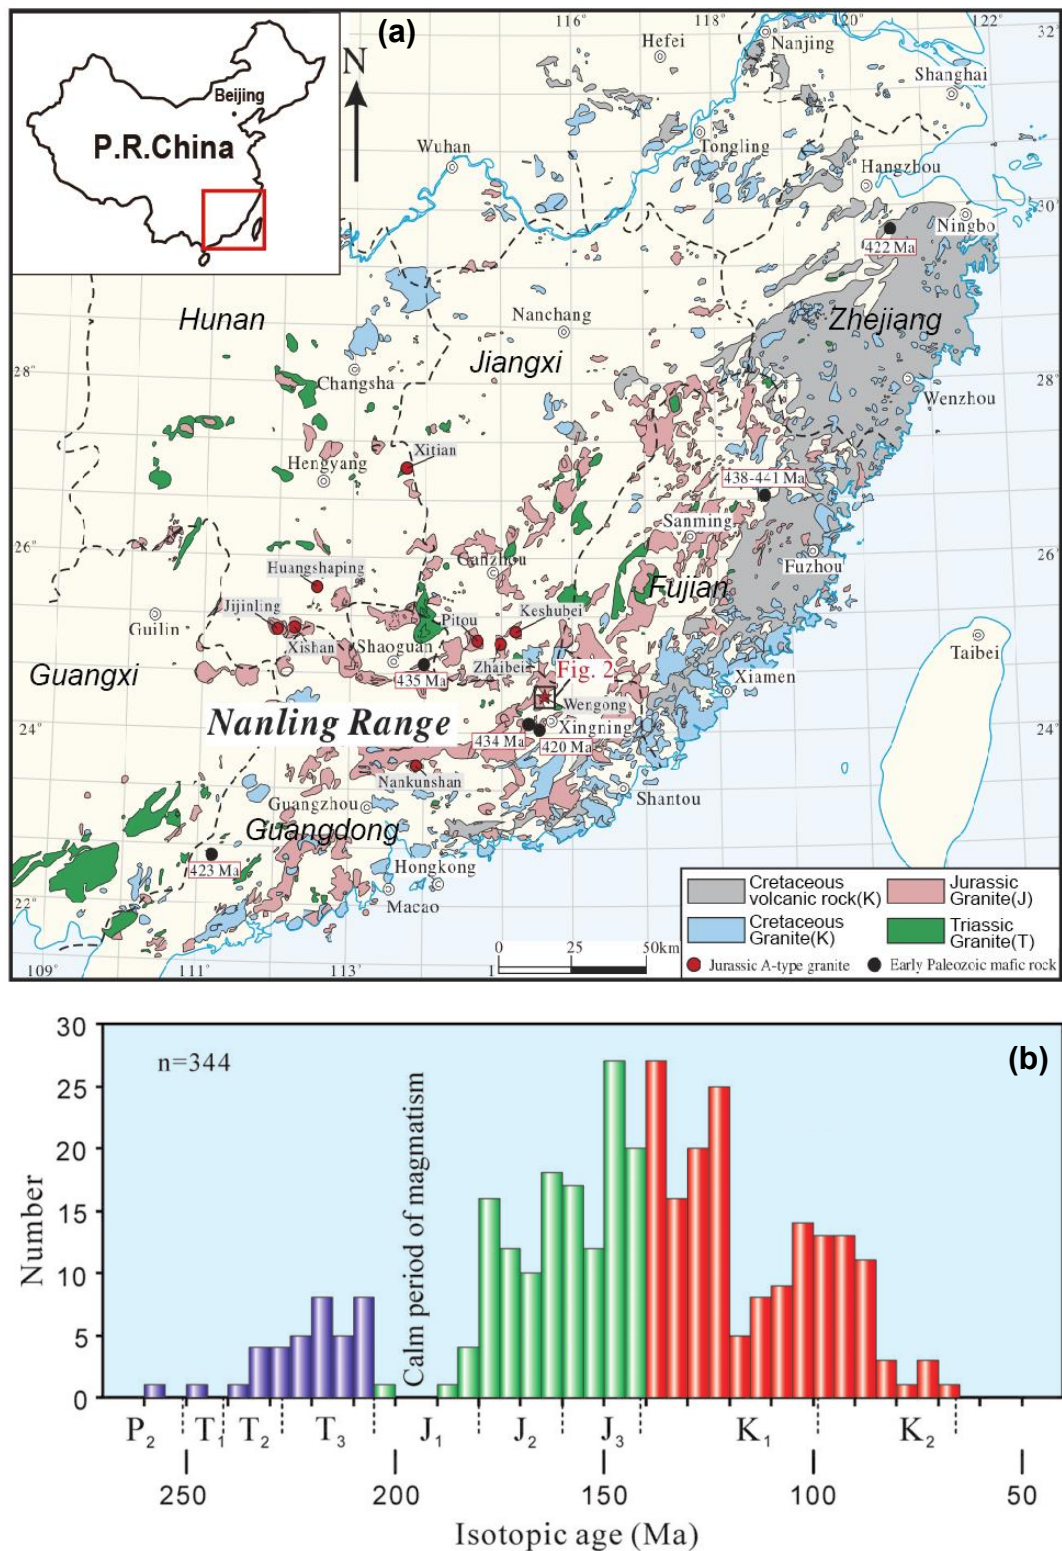 (a)
116°
118°
120°
122°
32°
Beijing
P.R.China
N
Hefei
Nanjing
Shanghai
Wuhan
Tongling
Hangzhou
30°
Ningbo
422 Ma
Hunan
Nanchang
Zhejiang
Jiangxi
28°
Changsha
28°
Wenzhou
Xitian
Hengyang
438-441 Ma
Sanming
26°
Huangshaping
Ganzhou
Fuzhou
26°
Fujian
Jijinling
Pitou
Keshubei
Guilin
Xishan
Shaoguan
Zhaibei
Taibei
Guangxi
435 Ma
Fig. 2
Xiamen
Wengong
24°
Nanling Range
Xingning
24°
434 Ma
420 Ma
Nankunshan
Guangzhou
Shantou
Guangdong
423 Ma
Hongkong
22°
Macao
Cretaceous
volcanic rock(K)
Jurassic
Granite(J)
Cretaceous
Granite(K)
Triassic
Granite(T)
0 25 50km
Jurassic A-type granite
Early Paleozoic mafic rock
109°
111°
113°
(b)
n=344
Calm period of magmatism
Number
30
25
20
15
10
5
0
P2 T1 T2 T3 J1 J2 J3 K1 K2
250 200 150 100 50
Isotopic age (Ma)